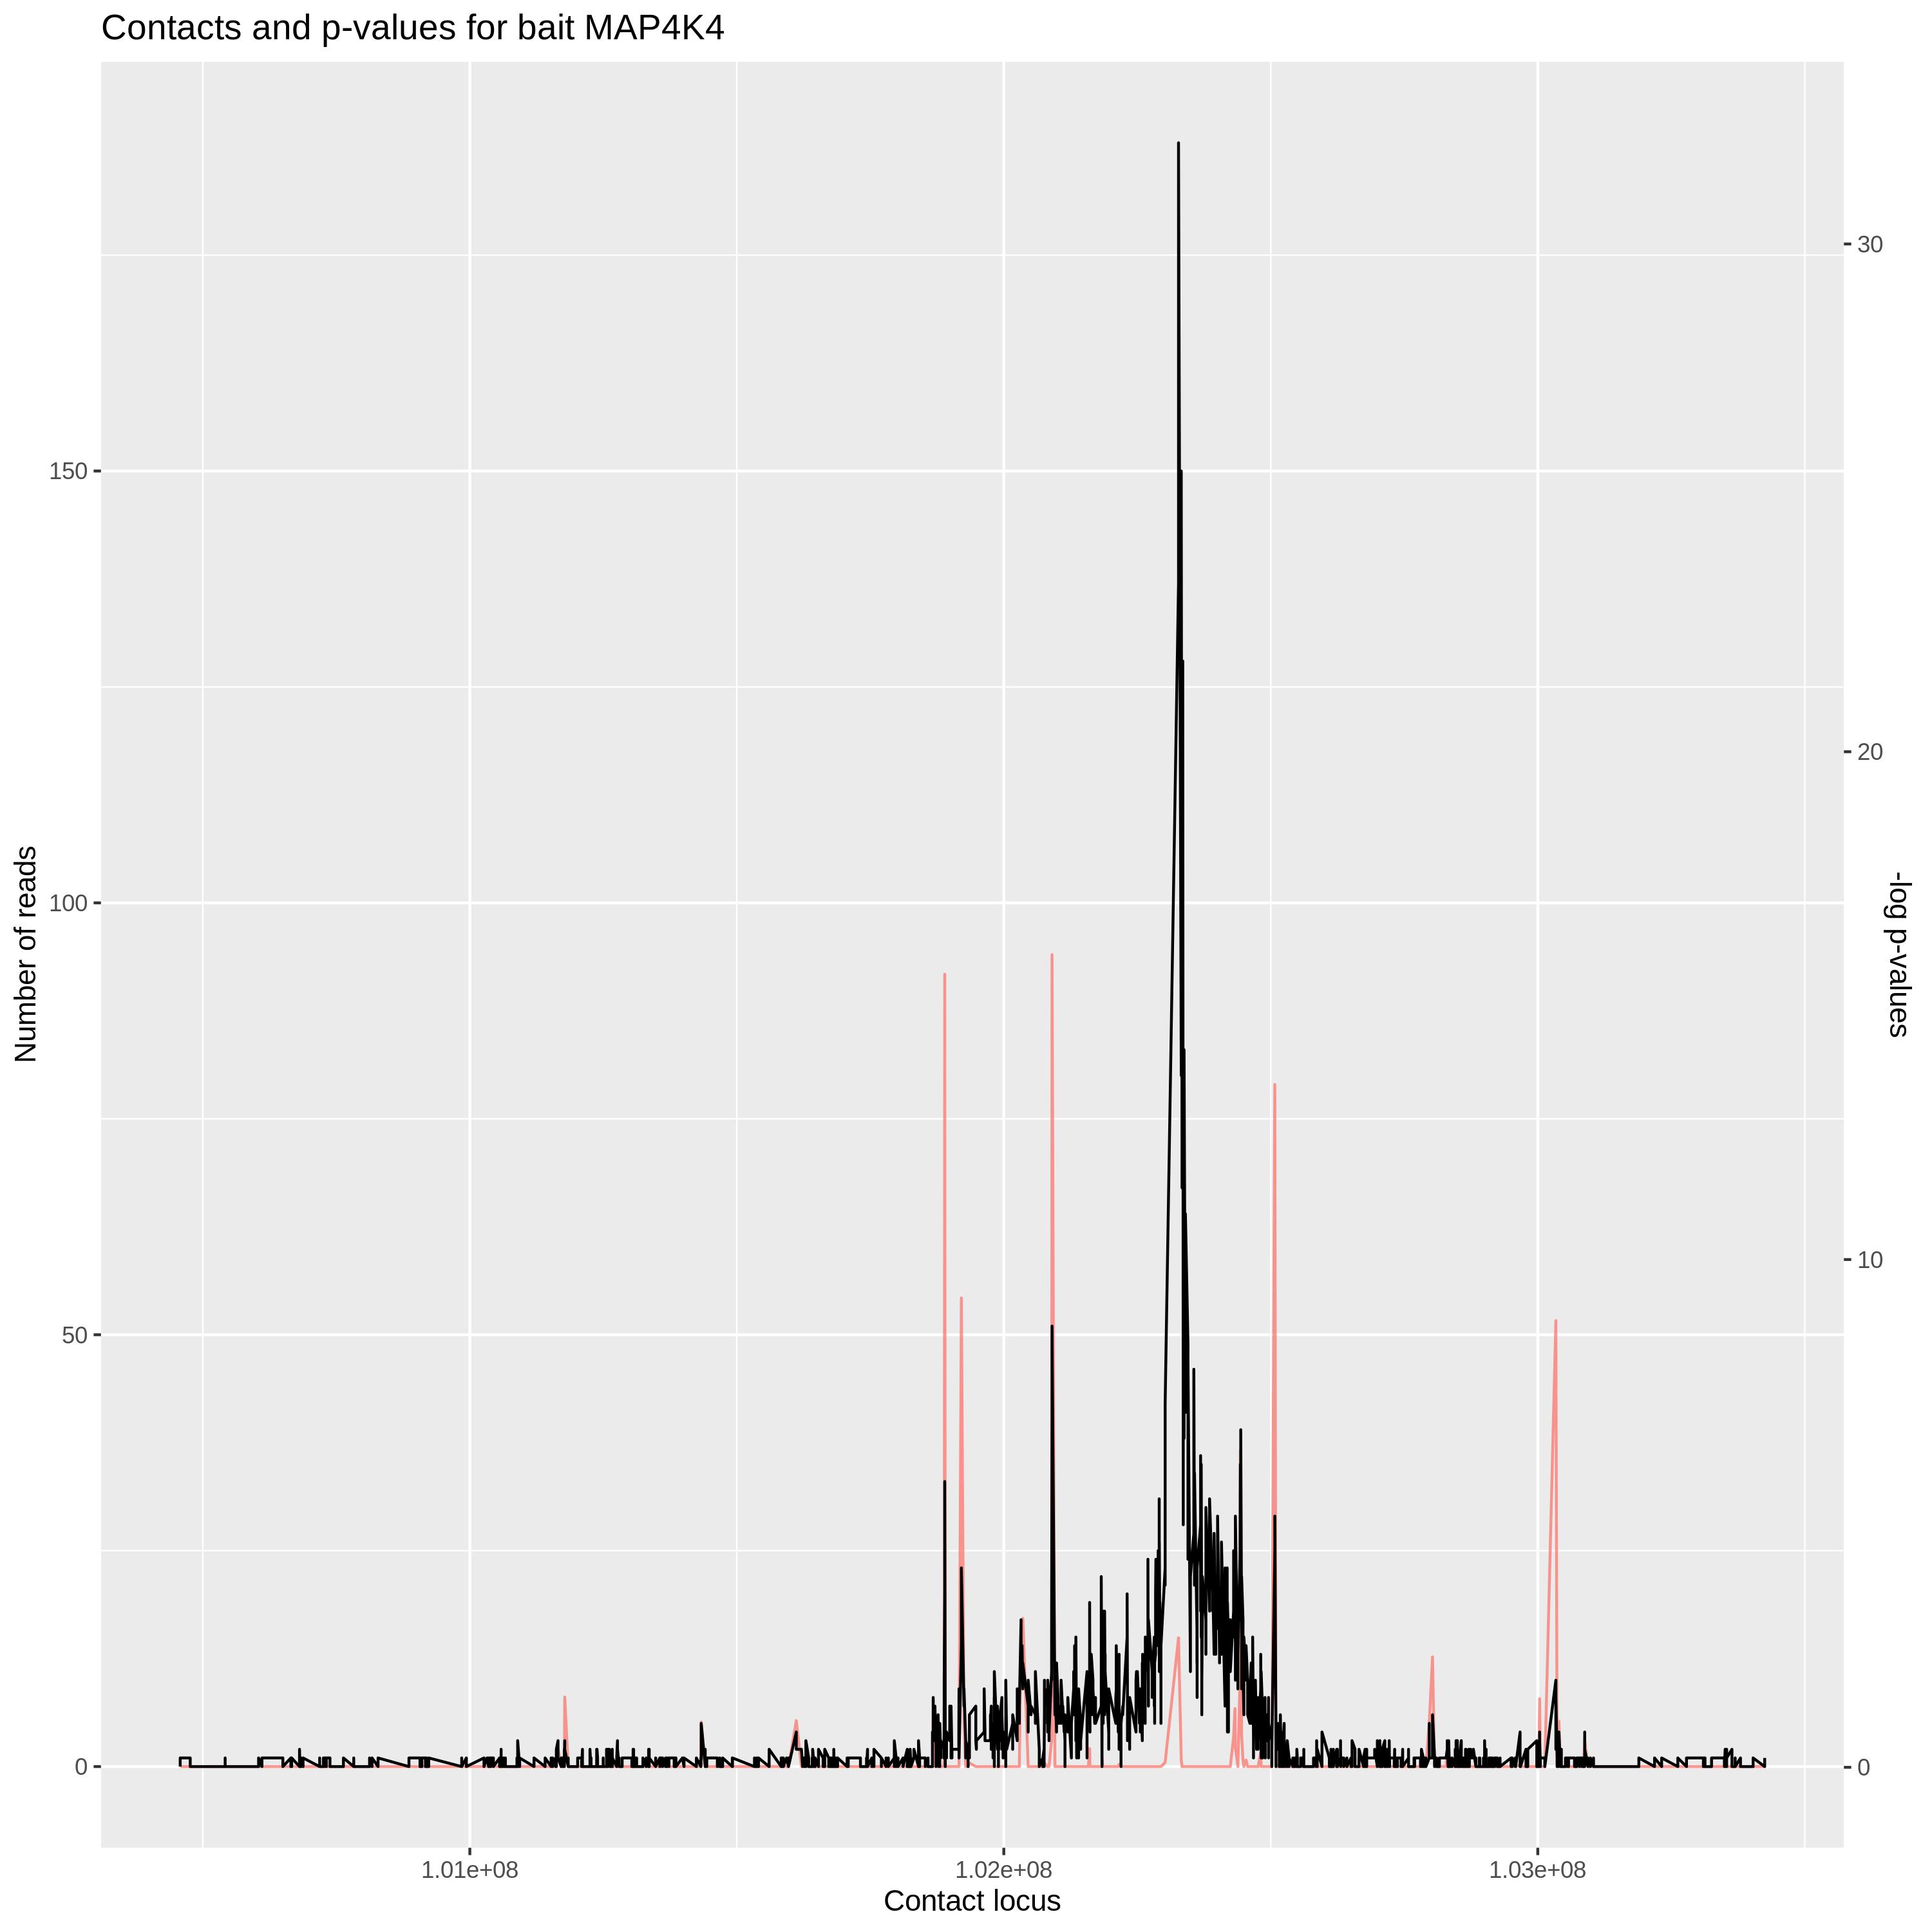 Contacts and p-values for bait MAP4K4
150
100
50
0
Number of reads
30
20
10
0
-log p-values
1.01e+08
1.02e+08
1.03e+08
Contact locus